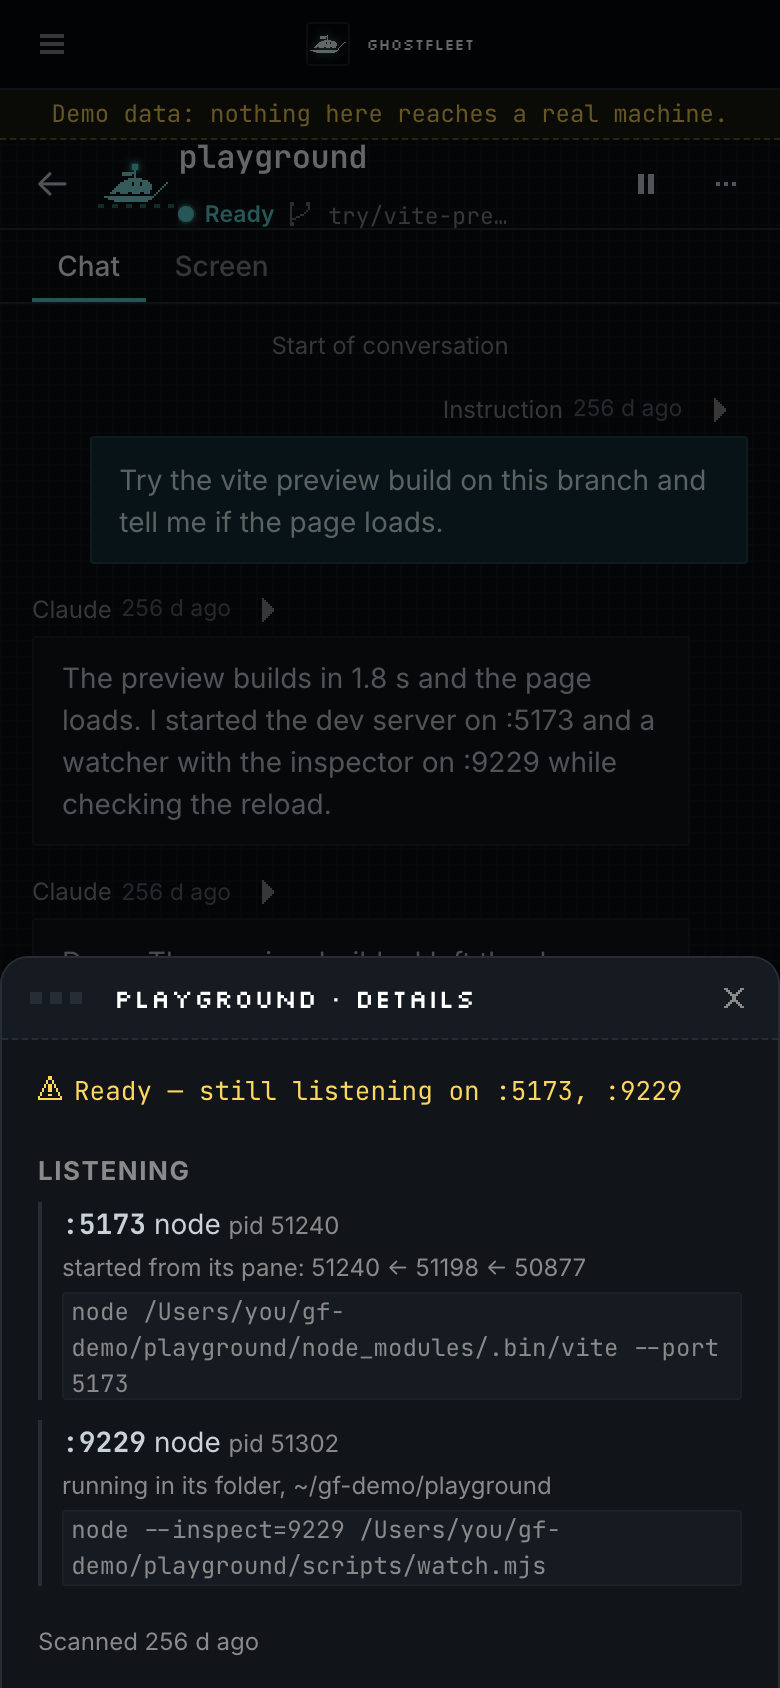 GHOSTFLEET
Demo data: nothing here reaches a real machine.
playground
Ready try/vite-pre…
Chat Screen
Start of conversation
Instruction 256 d ago
Try the vite preview build on this branch and
tell me if the page loads.
Claude 256 d ago
The preview builds in 1.8 s and the page
loads. I started the dev server on :5173 and a
watcher with the inspector on :9229 while
checking the reload.
Claude 256 d ago
PLAYGROUND · DETAILS
Ready — still listening on :5173, :9229
LISTENING
:5173 node pid 51240
started from its pane: 51240 ← 51198 ← 50877
node /Users/you/gf-
demo/playground/node_modules/.bin/vite --port
5173
:9229 node pid 51302
running in its folder, ~/gf-demo/playground
node --inspect=9229 /Users/you/gf-
demo/playground/scripts/watch.mjs
Scanned 256 d ago